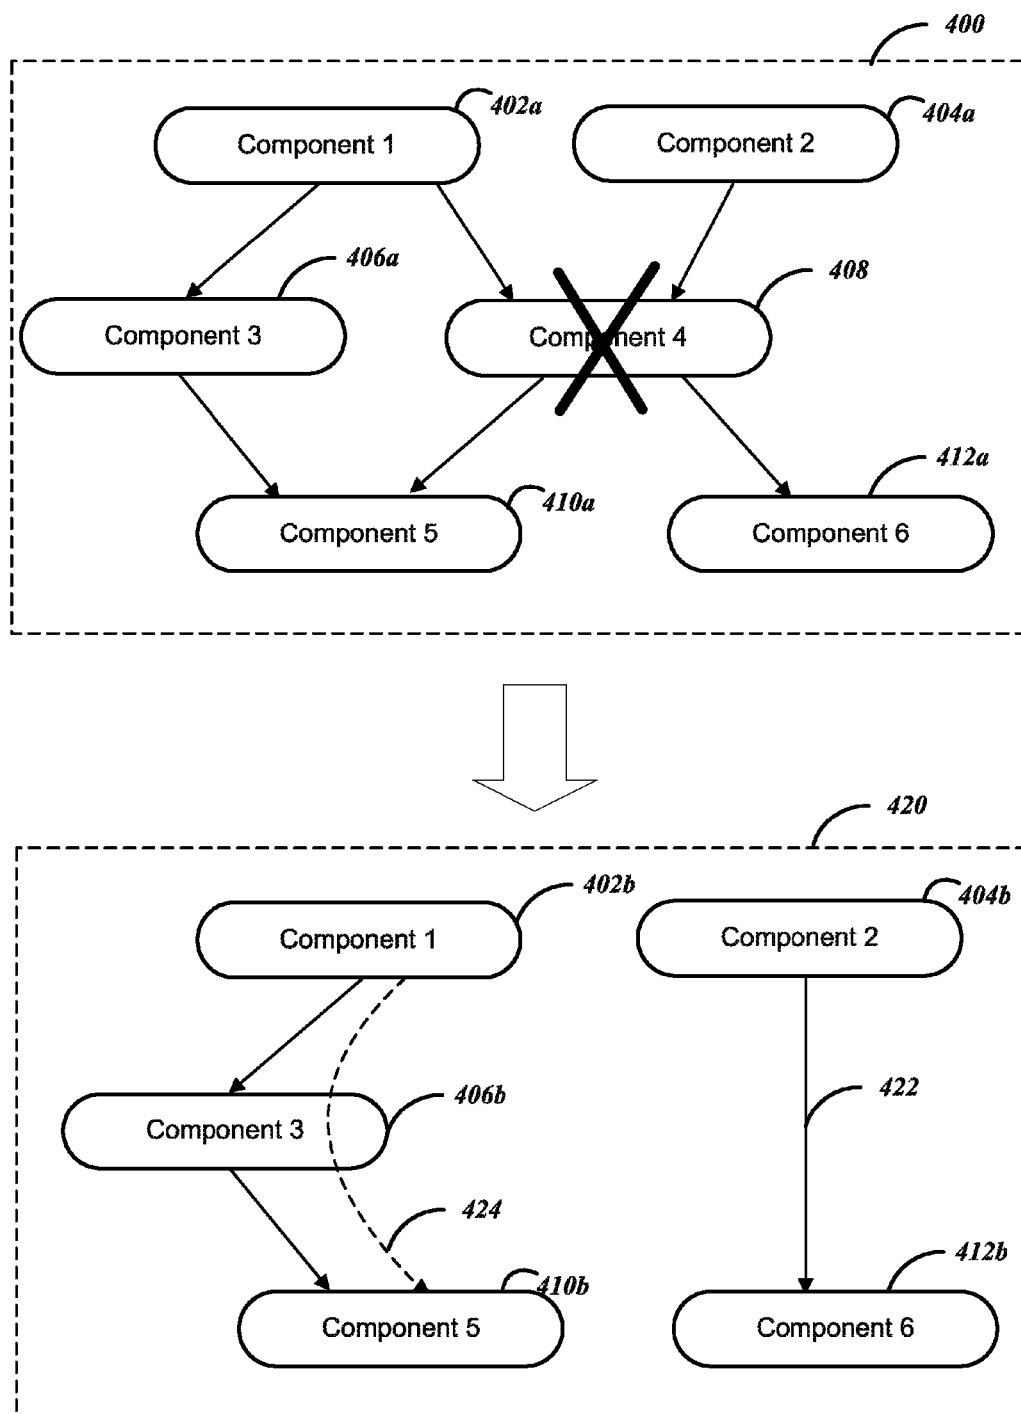 400
402a
404a
Component 1
Component 2
406a
408
Component 3
Component 4
412a
410a
Component 5
Component 6
420
402b
404b
Component 1
Component 2
422
406b
Component 3
424
412b
410b
Component 5
Component 6